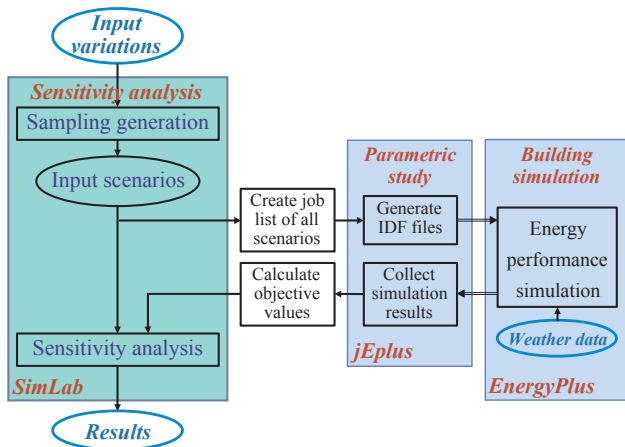 Input
variations
Sensitivity analysis
Sampling generation
Input scenarios
Create job
list of all
scenarios
Parametric
study
Generate
IDF files
Building
simulation
Energy
performance
simulation
Calculate
objective
values
Collect
simulation
results
Weather data
Sensitivity analysis
SimLab
jEplus
EnergyPlus
Results